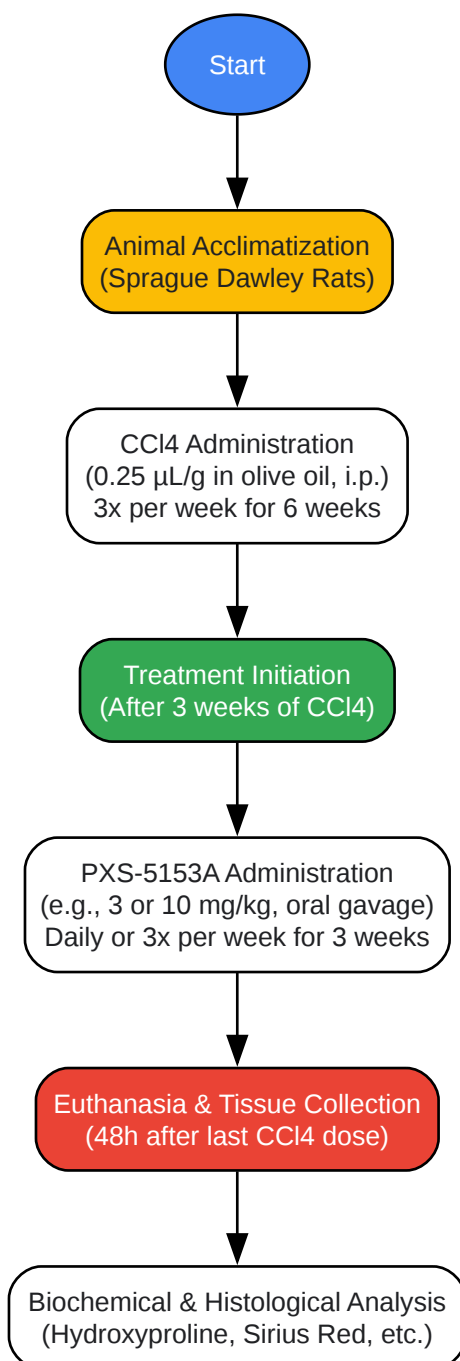 Start
Animal Acclimatization
(Sprague Dawley Rats)
CCl4 Administration
(0.25 µL/g in olive oil, i.p.)
3x per week for 6 weeks
Treatment Initiation
(After 3 weeks of CCl4)
PXS-5153A Administration
(e.g., 3 or 10 mg/kg, oral gavage)
Daily or 3x per week for 3 weeks
Euthanasia & Tissue Collection
(48h after last CCl4 dose)
Biochemical & Histological Analysis
(Hydroxyproline, Sirius Red, etc.)